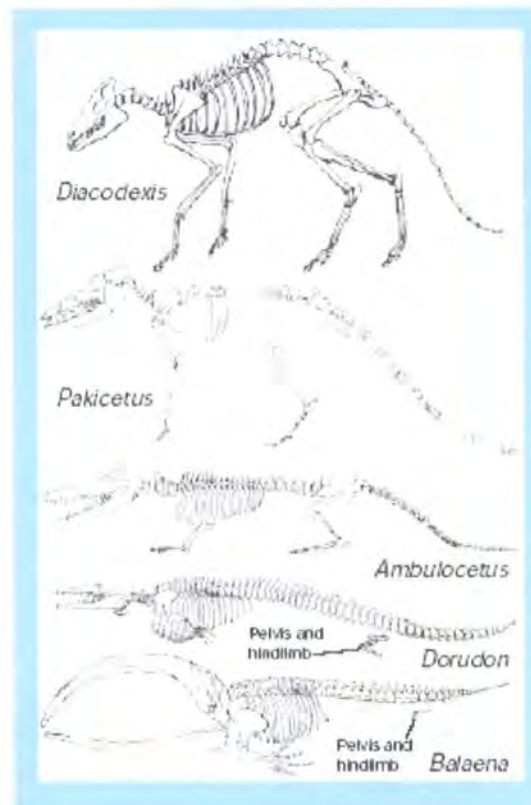 Diacodexis
Pakicetus
Ambulocetus
Pelvis and
hindlimb
Dorudon
Pelvis and
hindlimb
Balaena